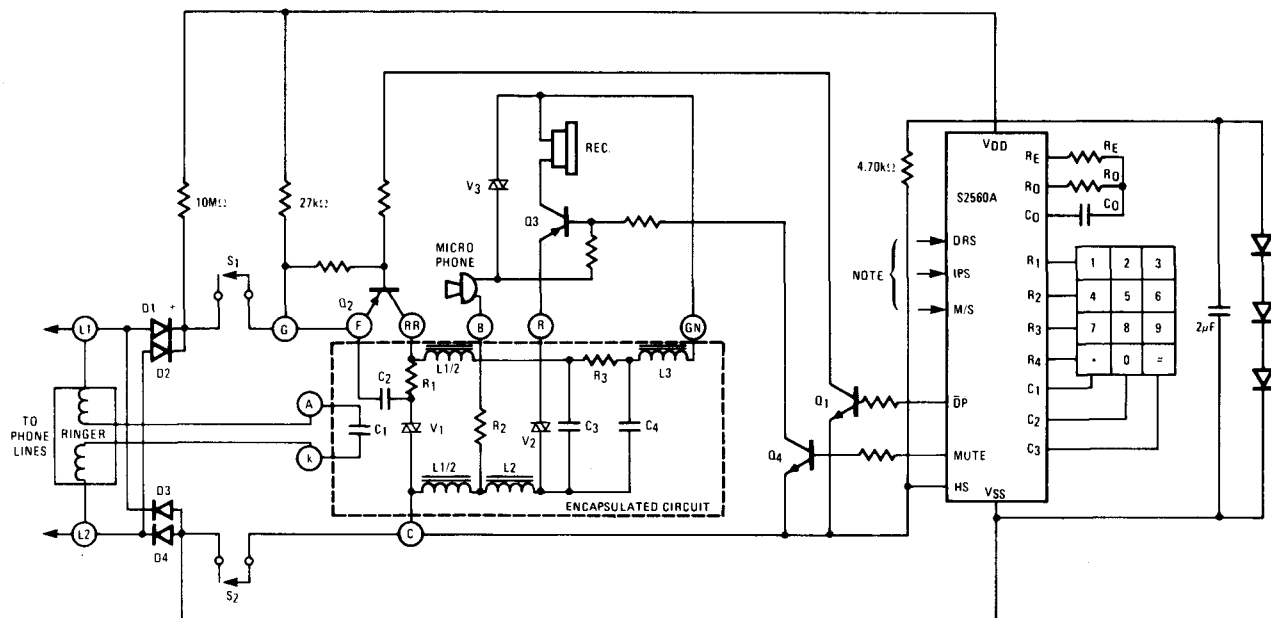 VDD
S2560A
RE
RE
RO
RO
CO
CO
4.70kΩ
10MΩ
27kΩ
REC.
V3
Q3
MICRO
PHONE
NOTE
DRS
IPS
M/S
R1
R2
R3
R4
C1
C2
C3
1 2 3
4 5 6
7 8 9
• 0 =
2µF
S1
D1 +
D2
L1
G
Q2
F
RR
B
R
GN
L1/2
R1
C2
R3
L3
TO
PHONE
LINES
RINGER
A
k
C1
V1
R2
V2
C3
C4
L1/2
L2
ENCAPSULATED CIRCUIT
Q1
DP
Q4
MUTE
HS
VSS
D3
D4
L2
C
S2